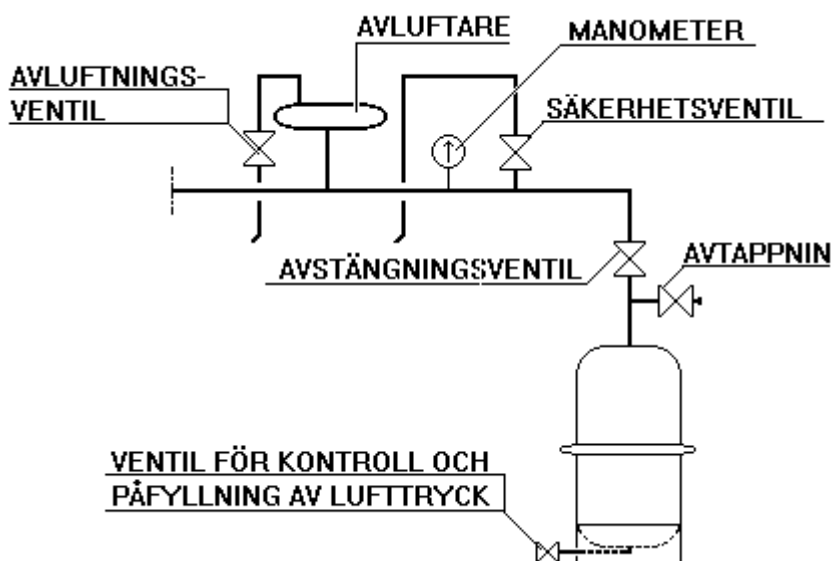 AVLUFTARE
MANOMETER
AVLUFTNINGS-
VENTIL
SÄKERHETSVENTIL
AVSTÄNGNINGSVENTIL
AVTAPPNIN
VENTIL FÖR KONTROLL OCH
PÅFYLLNING AV LUFTTRYCK